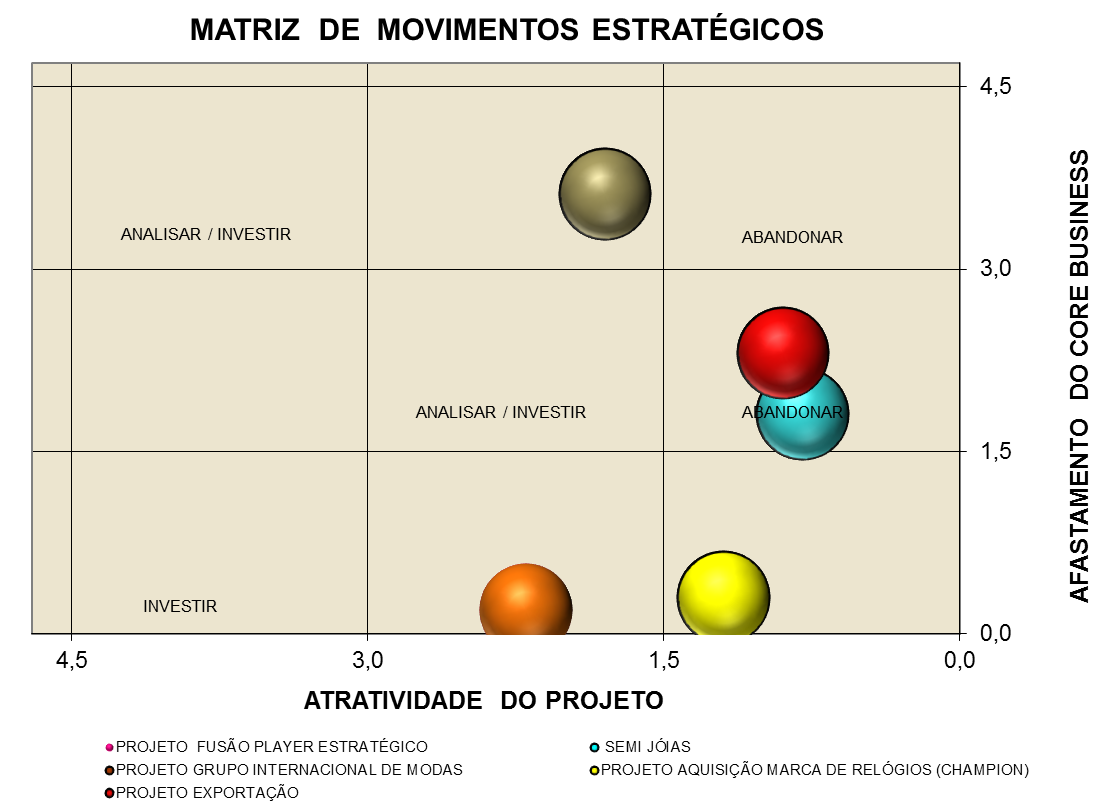 MATRIZ DE MOVIMENTOS ESTRATÉGICOS
4,5
ANALISAR / INVESTIR
ABANDONAR
3,0
ANALISAR / INVESTIR
ABANDONAR
1,5
INVESTIR
0,0
AFASTAMENTO DO CORE BUSINESS
4,5
3,0
1,5
0,0
ATRATIVIDADE DO PROJETO
PROJETO FUSÃO PLAYER ESTRATÉGICO
SEMI JÓIAS
PROJETO GRUPO INTERNACIONAL DE MODAS
PROJETO AQUISIÇÃO MARCA DE RELÓGIOS (CHAMPION)
PROJETO EXPORTAÇÃO